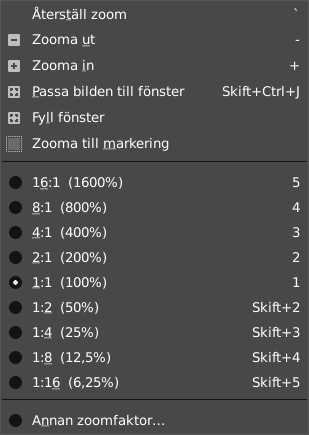 Återställ zoom `
Zooma ut -
Zooma in +
Passa bilden till fönster Skift+Ctrl+J
Fyll fönster
Zooma till markering
16:1 (1600%) 5
8:1 (800%) 4
4:1 (400%) 3
2:1 (200%) 2
1:1 (100%) 1
1:2 (50%) Skift+2
1:4 (25%) Skift+3
1:8 (12,5%) Skift+4
1:16 (6,25%) Skift+5
Annan zoomfaktor...